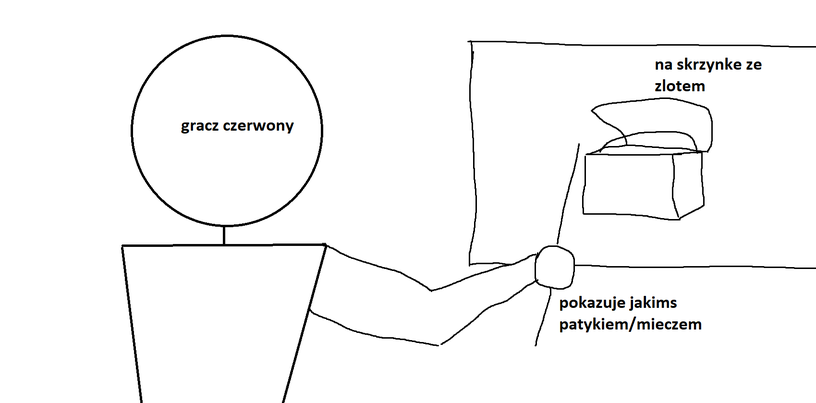 gracz czerwony
na skrzynke ze
zlotem
pokazuje jakims
patykiem/mieczem